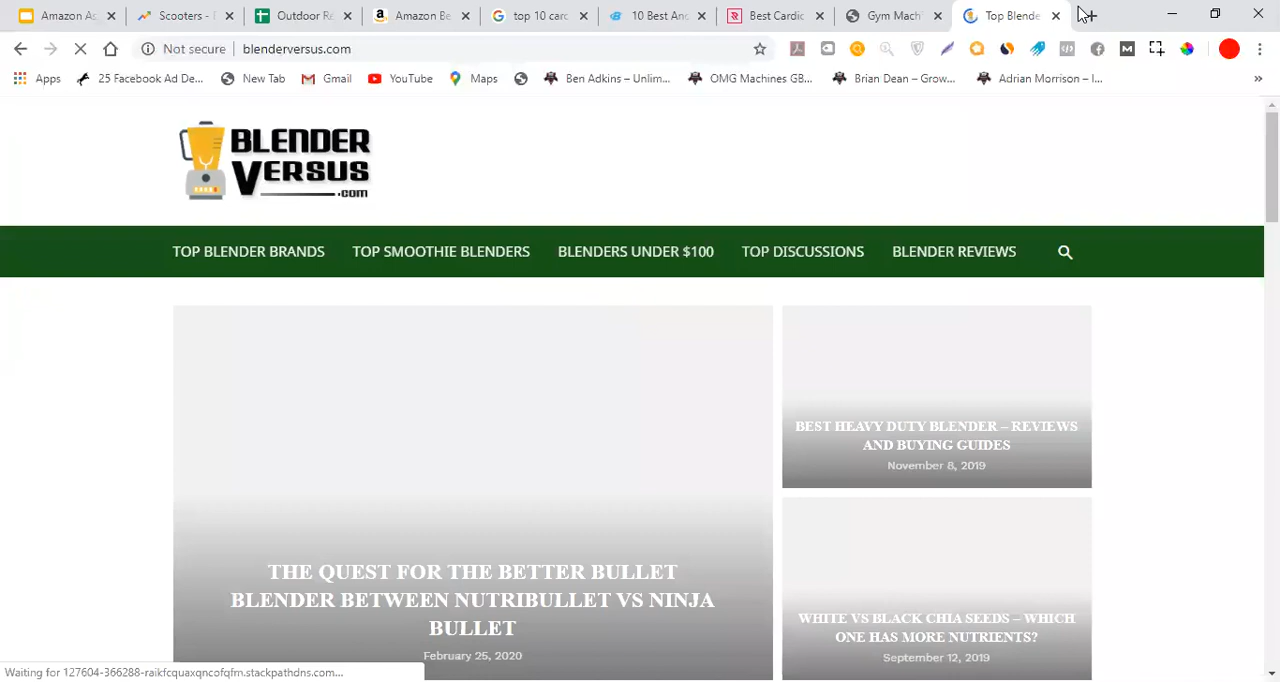 Amazon As
Scooters - 
Outdoor Re
Amazon Be
top 10 carc
10 Best An
Best Cardic
Gym Mach
Top Blende
Not secure
blenderversus.com
Apps
25 Facebook Ad De...
New Tab
Gmail
YouTube
Maps
Ben Adkins – Unlim...
OMG Machines GB...
Brian Dean – Grow...
Adrian Morrison – I...
»
BLENDER
VERSUS
.COM
TOP BLENDER BRANDS
TOP SMOOTHIE BLENDERS
BLENDERS UNDER $100
TOP DISCUSSIONS
BLENDER REVIEWS
BEST HEAVY DUTY BLENDER – REVIEWS
AND BUYING GUIDES
November 8, 2019
THE QUEST FOR THE BETTER BULLET
BLENDER BETWEEN NUTRIBULLET VS NINJA
BULLET
February 25, 2020
WHITE VS BLACK CHIA SEEDS – WHICH
ONE HAS MORE NUTRIENTS?
September 12, 2019
Waiting for 127604-366288-raikfcquaxqncofqfm.stackpathdns.com...